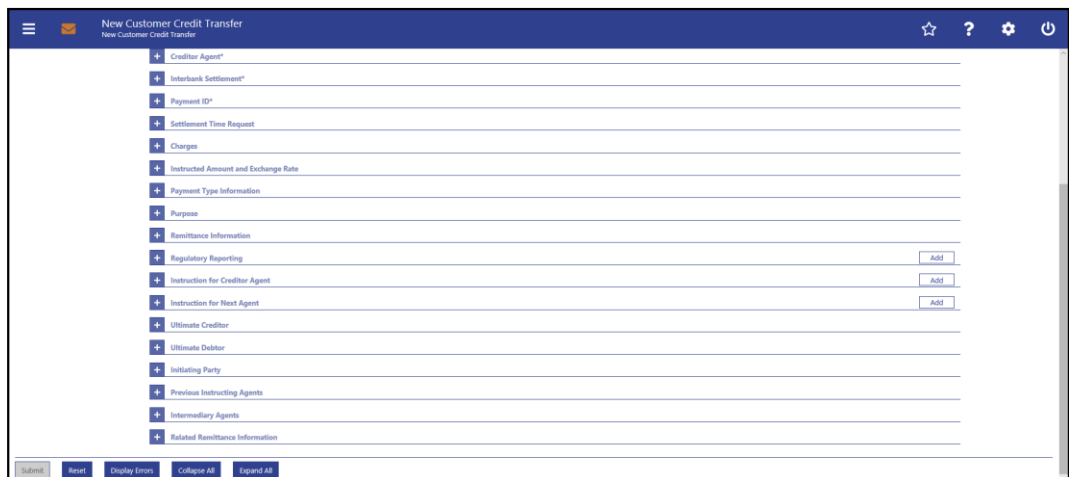 New Customer Credit Transfer
New Customer Credit Transfer
Creditor Agent*
Interbank Settlement*
Payment ID*
Settlement Time Request
Charges
Instructed Amount and Exchange Rate
Payment Type Information
Purpose
Remittance Information
Regulatory Reporting Add
Instruction for Creditor Agent Add
Instruction for Next Agent Add
Ultimate Creditor
Ultimate Debtor
Initiating Party
Previous Instructing Agents
Intermediary Agents
Related Remittance Information
Submit Reset Display Errors Collapse All Expand All